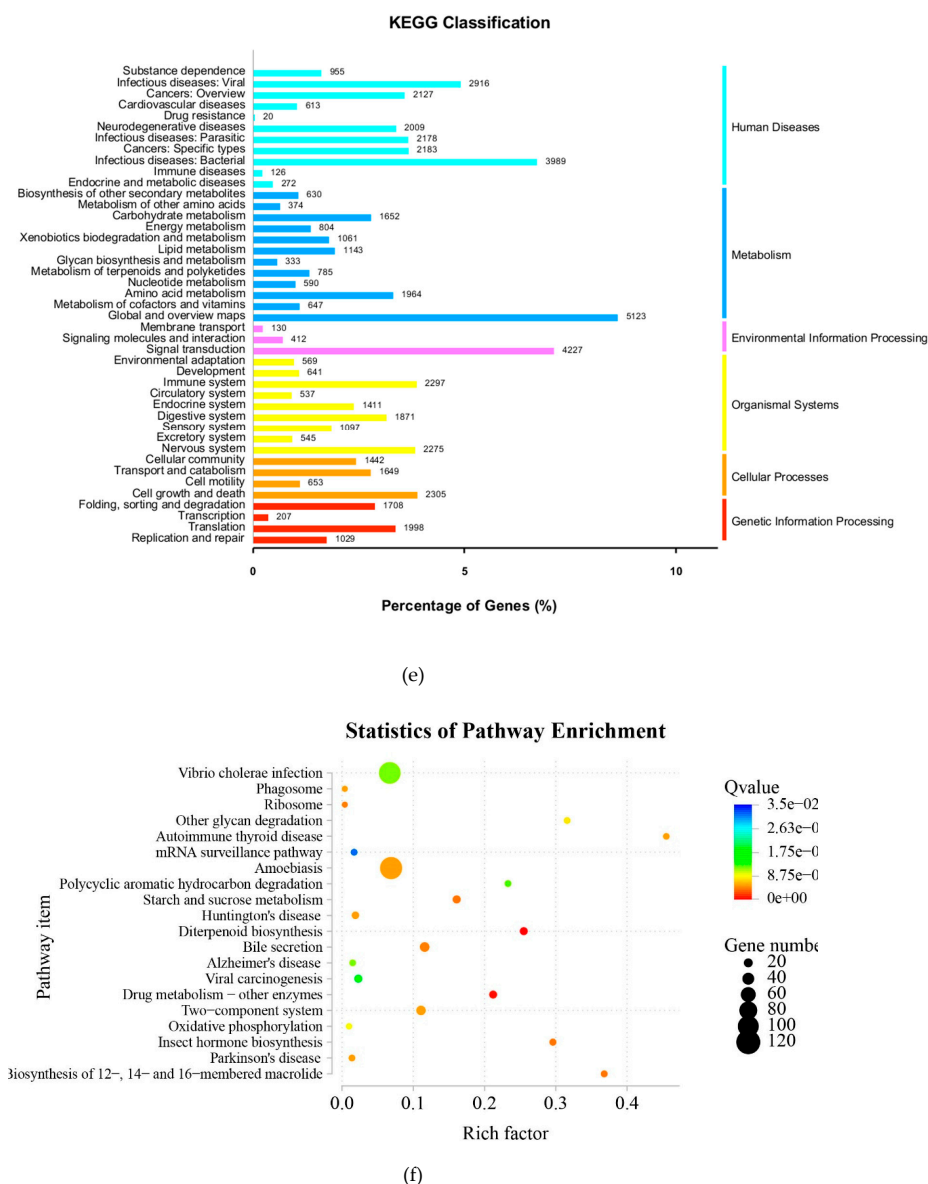 KEGG Classification
Substance dependence 955
Infectious diseases: Viral 2916
Cancers: Overview 2127
Cardiovascular diseases 613
Drug resistance 20
Neurodegenerative diseases 2009
Infectious diseases: Parasitic 2178
Cancers: Specific types 2183
Infectious diseases: Bacterial 3989
Immune diseases 126
Endocrine and metabolic diseases 272
Human Diseases
Biosynthesis of other secondary metabolites 630
Metabolism of other amino acids 374
Carbohydrate metabolism 1652
Energy metabolism 804
Xenobiotics biodegradation and metabolism 1061
Lipid metabolism 1143
Glycan biosynthesis and metabolism 333
Metabolism of terpenoids and polyketides 785
Nucleotide metabolism 590
Amino acid metabolism 1964
Metabolism of cofactors and vitamins 647
Global and overview maps 5123
Metabolism
Membrane transport 130
Signaling molecules and interaction 412
Signal transduction 4227
Environmental Information Processing
Environmental adaptation 569
Development 641
Immune system 2297
Circulatory system 537
Endocrine system 1411
Digestive system 1871
Sensory system 1097
Excretory system 545
Nervous system 2275
Organismal Systems
Cellular community 1442
Transport and catabolism 1649
Cell motility 653
Cell growth and death 2305
Cellular Processes
Folding, sorting and degradation 1708
Transcription 207
Translation 1998
Replication and repair 1029
Genetic Information Processing
0 5 10
Percentage of Genes (%)
(e)
Statistics of Pathway Enrichment
Pathway item
Vibrio cholerae infection
Phagosome
Ribosome
Other glycan degradation
Autoimmune thyroid disease
mRNA surveillance pathway
Amoebiasis
Polycyclic aromatic hydrocarbon degradation
Starch and sucrose metabolism
Huntington's disease
Diterpenoid biosynthesis
Bile secretion
Alzheimer's disease
Viral carcinogenesis
Drug metabolism − other enzymes
Two−component system
Oxidative phosphorylation
Insect hormone biosynthesis
Parkinson's disease
Biosynthesis of 12−, 14− and 16−membered macrolide
0.0 0.1 0.2 0.3 0.4
Rich factor
Qvalue
3.5e−02
2.63e−0
1.75e−0
8.75e−0
0e+00
Gene numbe
20
40
60
80
100
120
(f)